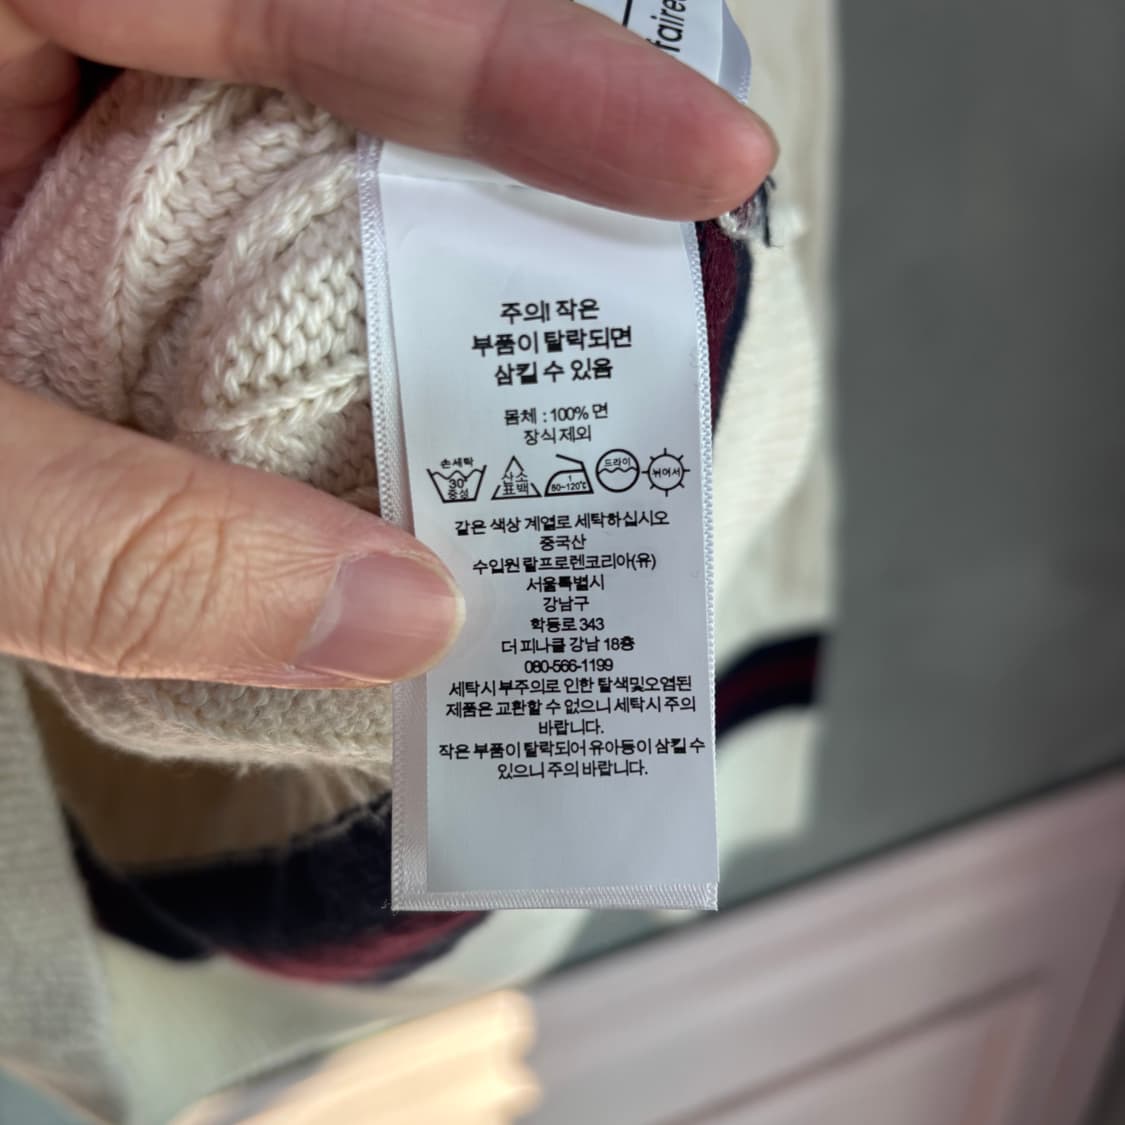 faire
주의! 작은
부품이 탈락되면
삼킬 수 있음
몸체 : 100% 면
장식 제외
손세탁 30° 중성 산소 표백 1 80~120℃ 드라이 뉘어서
같은 색상 계열로 세탁하십시오
중국산
수입원 랄프로렌코리아(유)
서울특별시
강남구
학동로 343
더 피나클 강남 18층
080-566-1199
세탁시 부주의로 인한 탈색및오염된
제품은 교환할 수 없으니 세탁시 주의
바랍니다.
작은 부품이 탈락되어 유아등이 삼킬 수
있으니 주의 바랍니다.